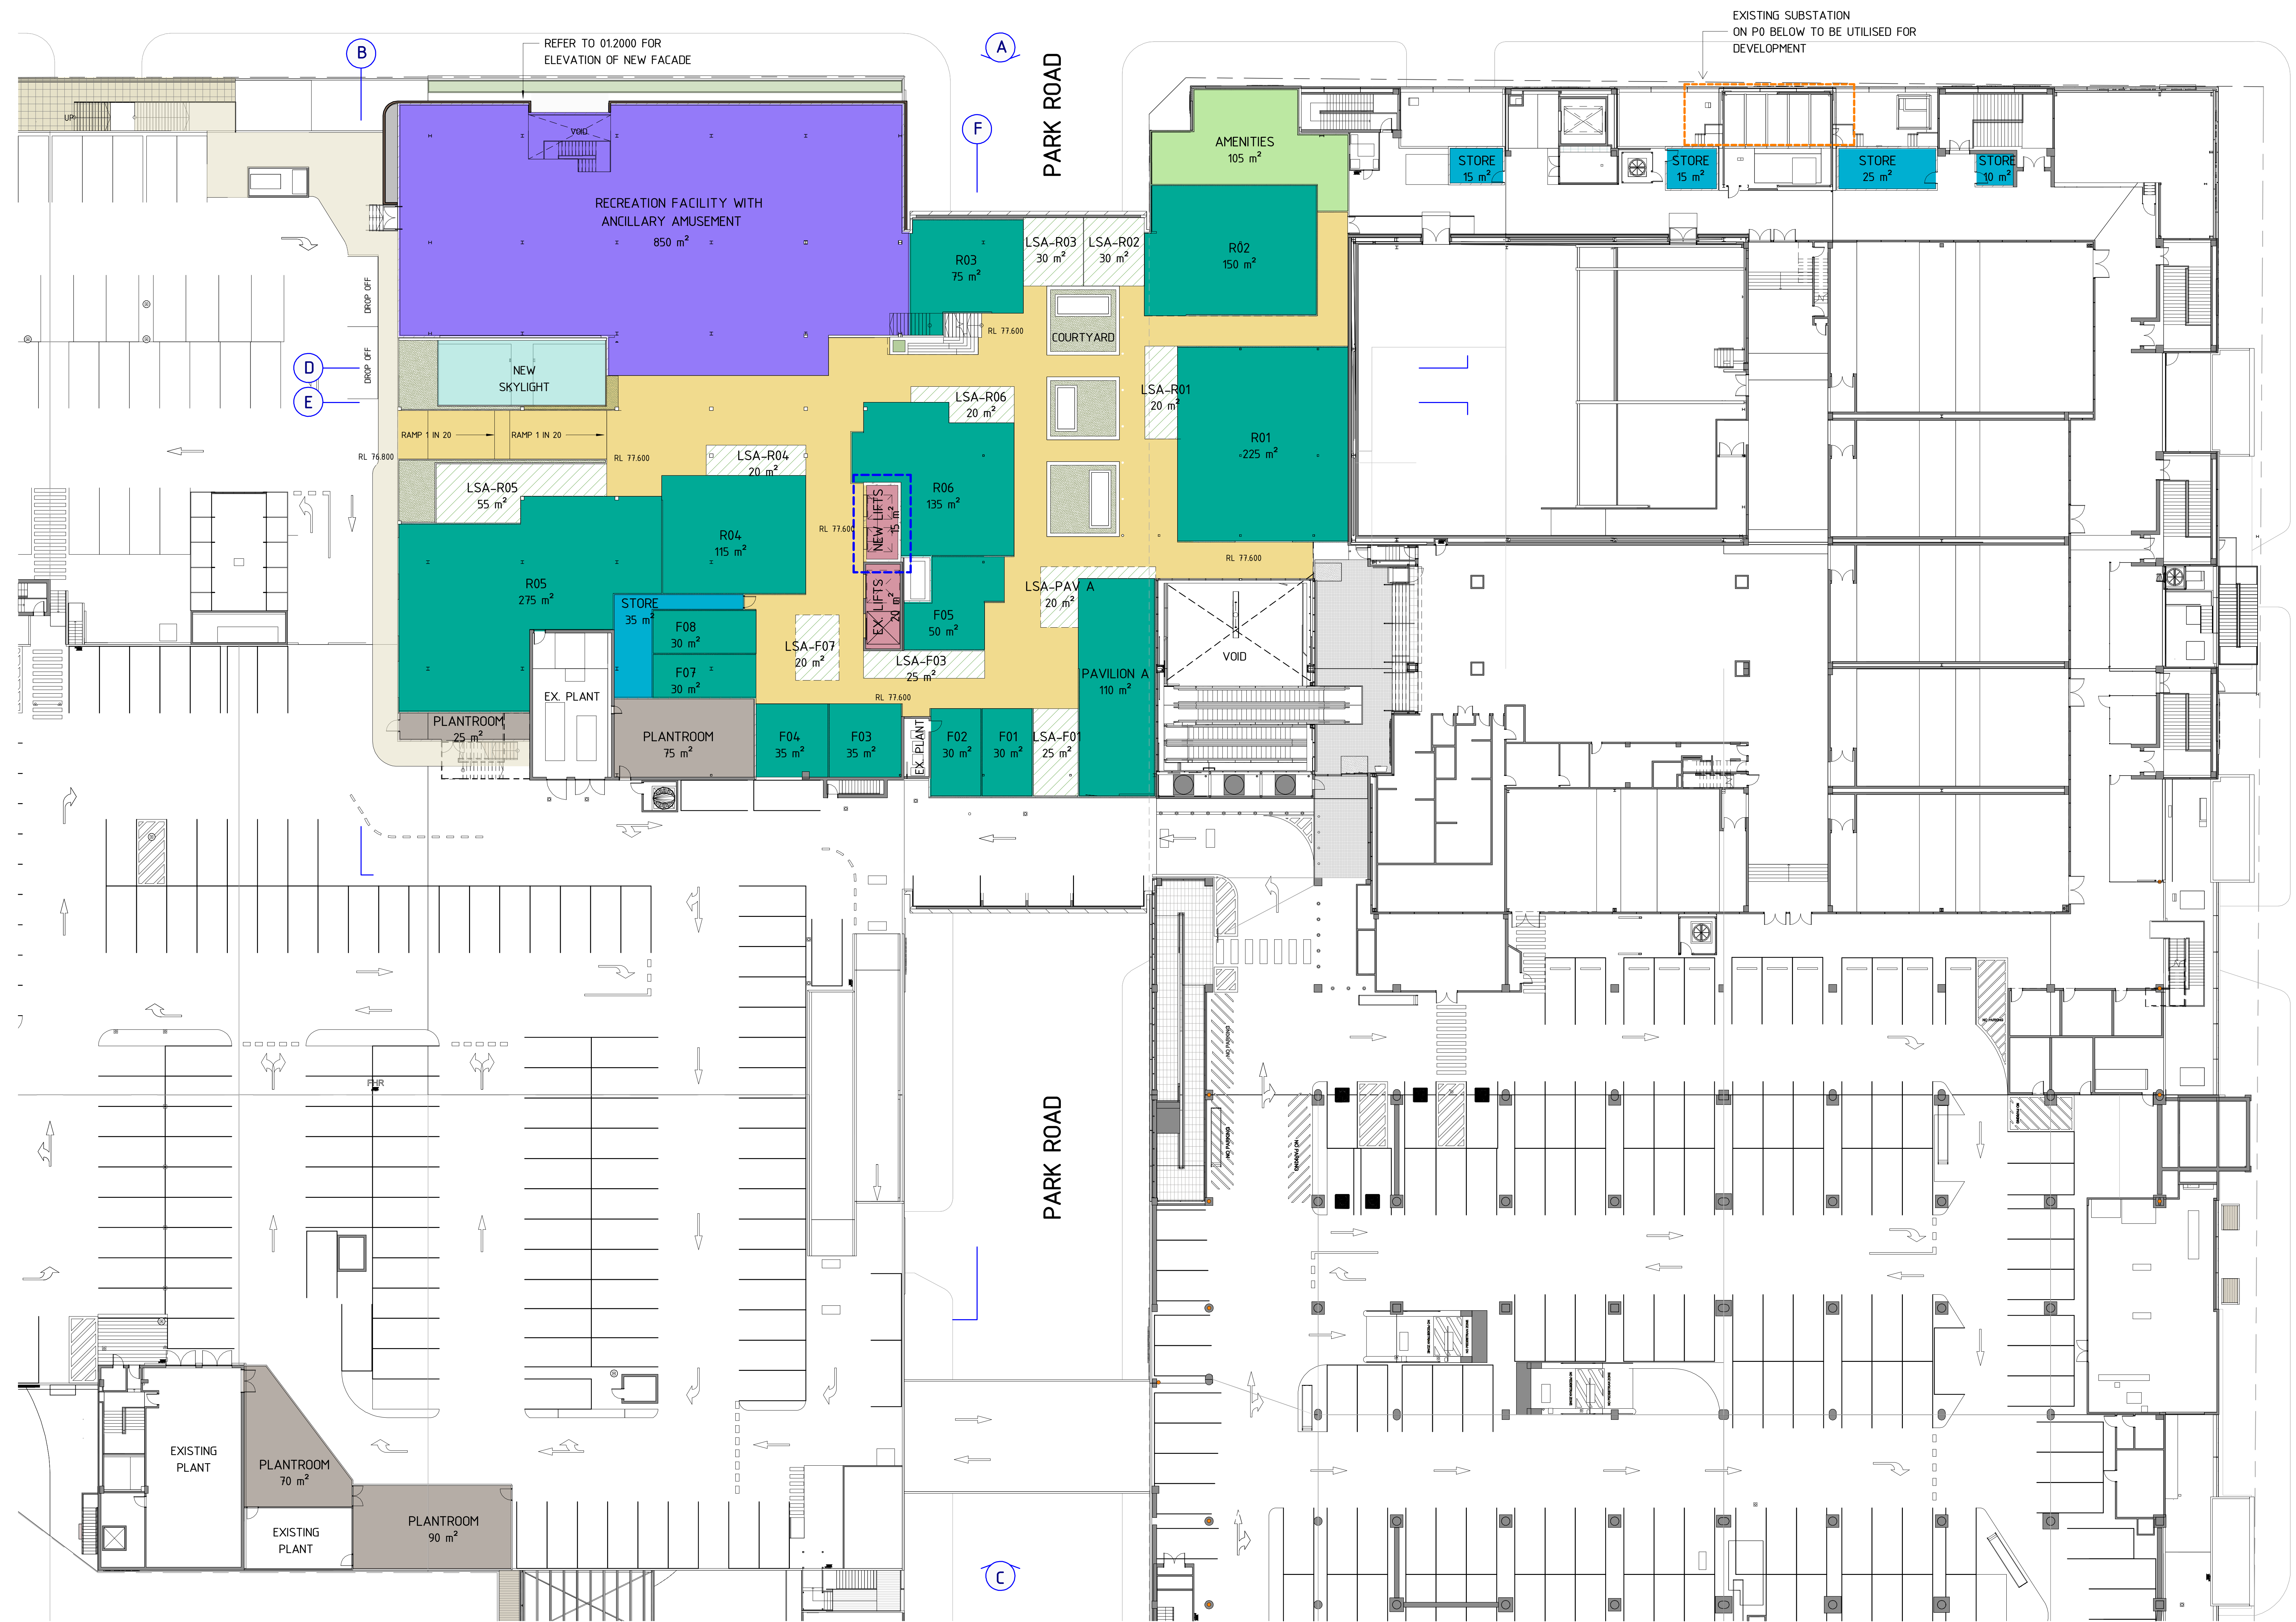 EXISTING SUBSTATION
ON P0 BELOW TO BE UTILISED FOR
DEVELOPMENT
REFER TO 01.2000 FOR
ELEVATION OF NEW FACADE
B
A
F
PARK ROAD
UP
VOID
RECREATION FACILITY WITH
ANCILLARY AMUSEMENT
850 m²
AMENITIES
105 m²
STORE
15 m²
STORE
15 m²
STORE
25 m²
STORE
10 m²
R03
75 m²
LSA-R03
30 m²
LSA-R02
30 m²
R02
150 m²
DROP OFF
DROP OFF
RL 77.600
COURTYARD
D
E
NEW
SKYLIGHT
LSA-R06
20 m²
LSA-R01
20 m²
RAMP 1 IN 20
RAMP 1 IN 20
RL 76.800
RL 77.600
LSA-R04
20 m²
R01
225 m²
LSA-R05
55 m²
R06
135 m²
NEW LIFTS
15 m²
RL 77.600
R04
115 m²
RL 77.600
R05
275 m²
STORE
35 m²
EX. LIFTS
20 m²
F05
50 m²
LSA-PAV A
20 m²
F08
30 m²
LSA-F07
20 m²
LSA-F03
25 m²
VOID
F07
30 m²
PAVILION A
110 m²
EX. PLANT
RL 77.600
PLANTROOM
25 m²
PLANTROOM
75 m²
F04
35 m²
F03
35 m²
EX. PLANT
F02
30 m²
F01
30 m²
LSA-F01
25 m²
NO PARKING
NO PARKING
FHR
PARK ROAD
NO PARKING
NO PARKING
NO PARKING
EXISTING
PLANT
PLANTROOM
70 m²
EXISTING
PLANT
PLANTROOM
90 m²
C